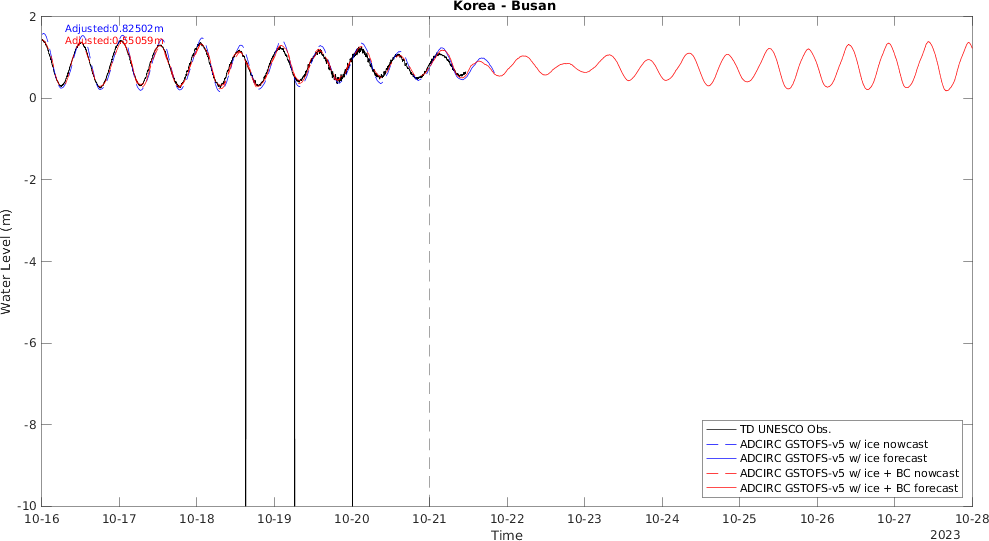 Korea - Busan
Adjusted:0.82502m
Adjusted:0.65059m
2
0
-2
-4
-6
-8
-10
Water Level (m)
10-16 10-17 10-18 10-19 10-20 10-21 10-22 10-23 10-24 10-25 10-26 10-27 10-28
Time
2023
TD UNESCO Obs.
ADCIRC GSTOFS-v5 w/ ice nowcast
ADCIRC GSTOFS-v5 w/ ice forecast
ADCIRC GSTOFS-v5 w/ ice + BC nowcast
ADCIRC GSTOFS-v5 w/ ice + BC forecast